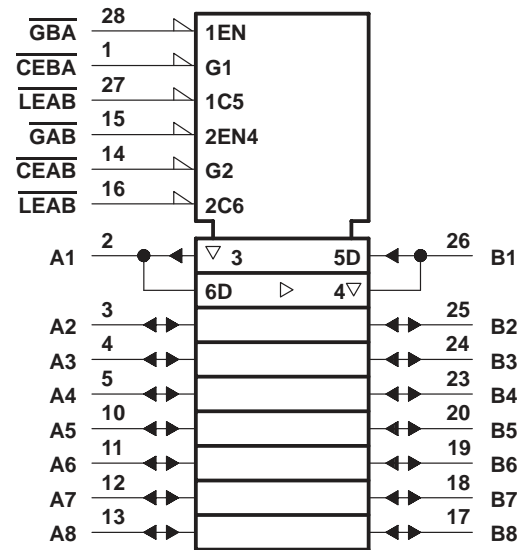 GBA 28 1EN
CEBA 1 G1
LEAB 27 1C5
GAB 15 2EN4
CEAB 14 G2
LEAB 16 2C6
A1 2 ▽ 3 5D 26 B1
6D ▷ 4▽
A2 3 25 B2
A3 4 24 B3
A4 5 23 B4
A5 10 20 B5
A6 11 19 B6
A7 12 18 B7
A8 13 17 B8